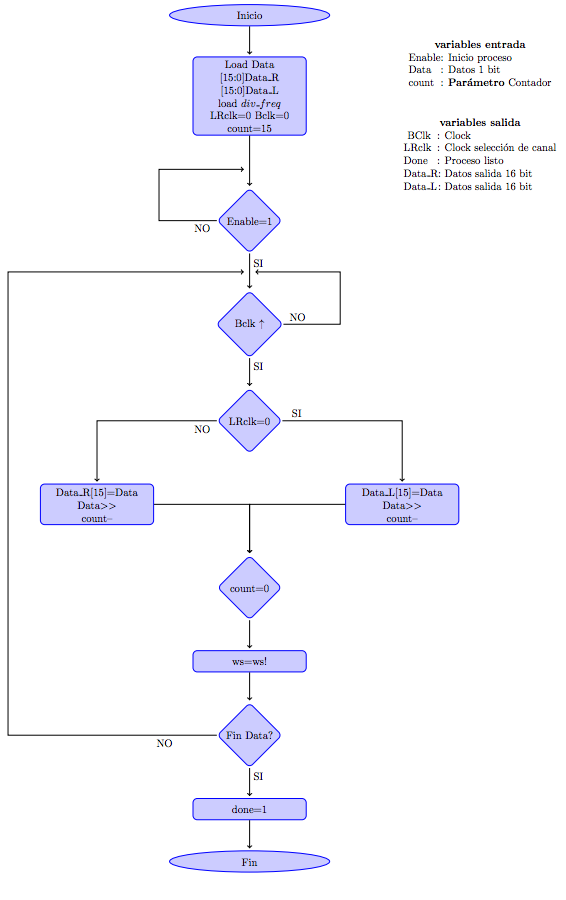 Inicio
Load Data
[15:0]Data_R
[15:0]Data_L
load div_freq
LRclk=0 Bclk=0
count=15
variables entrada
Enable: Inicio proceso
Data : Datos 1 bit
count : Parámetro Contador
variables salida
BClk : Clock
LRclk : Clock selección de canal
Done : Proceso listo
Data_R: Datos salida 16 bit
Data_L: Datos salida 16 bit
Enable=1
NO
SI
Bclk ↑
NO
SI
LRclk=0
NO
SI
Data_R[15]=Data
Data>>
count–
Data_L[15]=Data
Data>>
count–
count=0
ws=ws!
Fin Data?
NO
SI
done=1
Fin